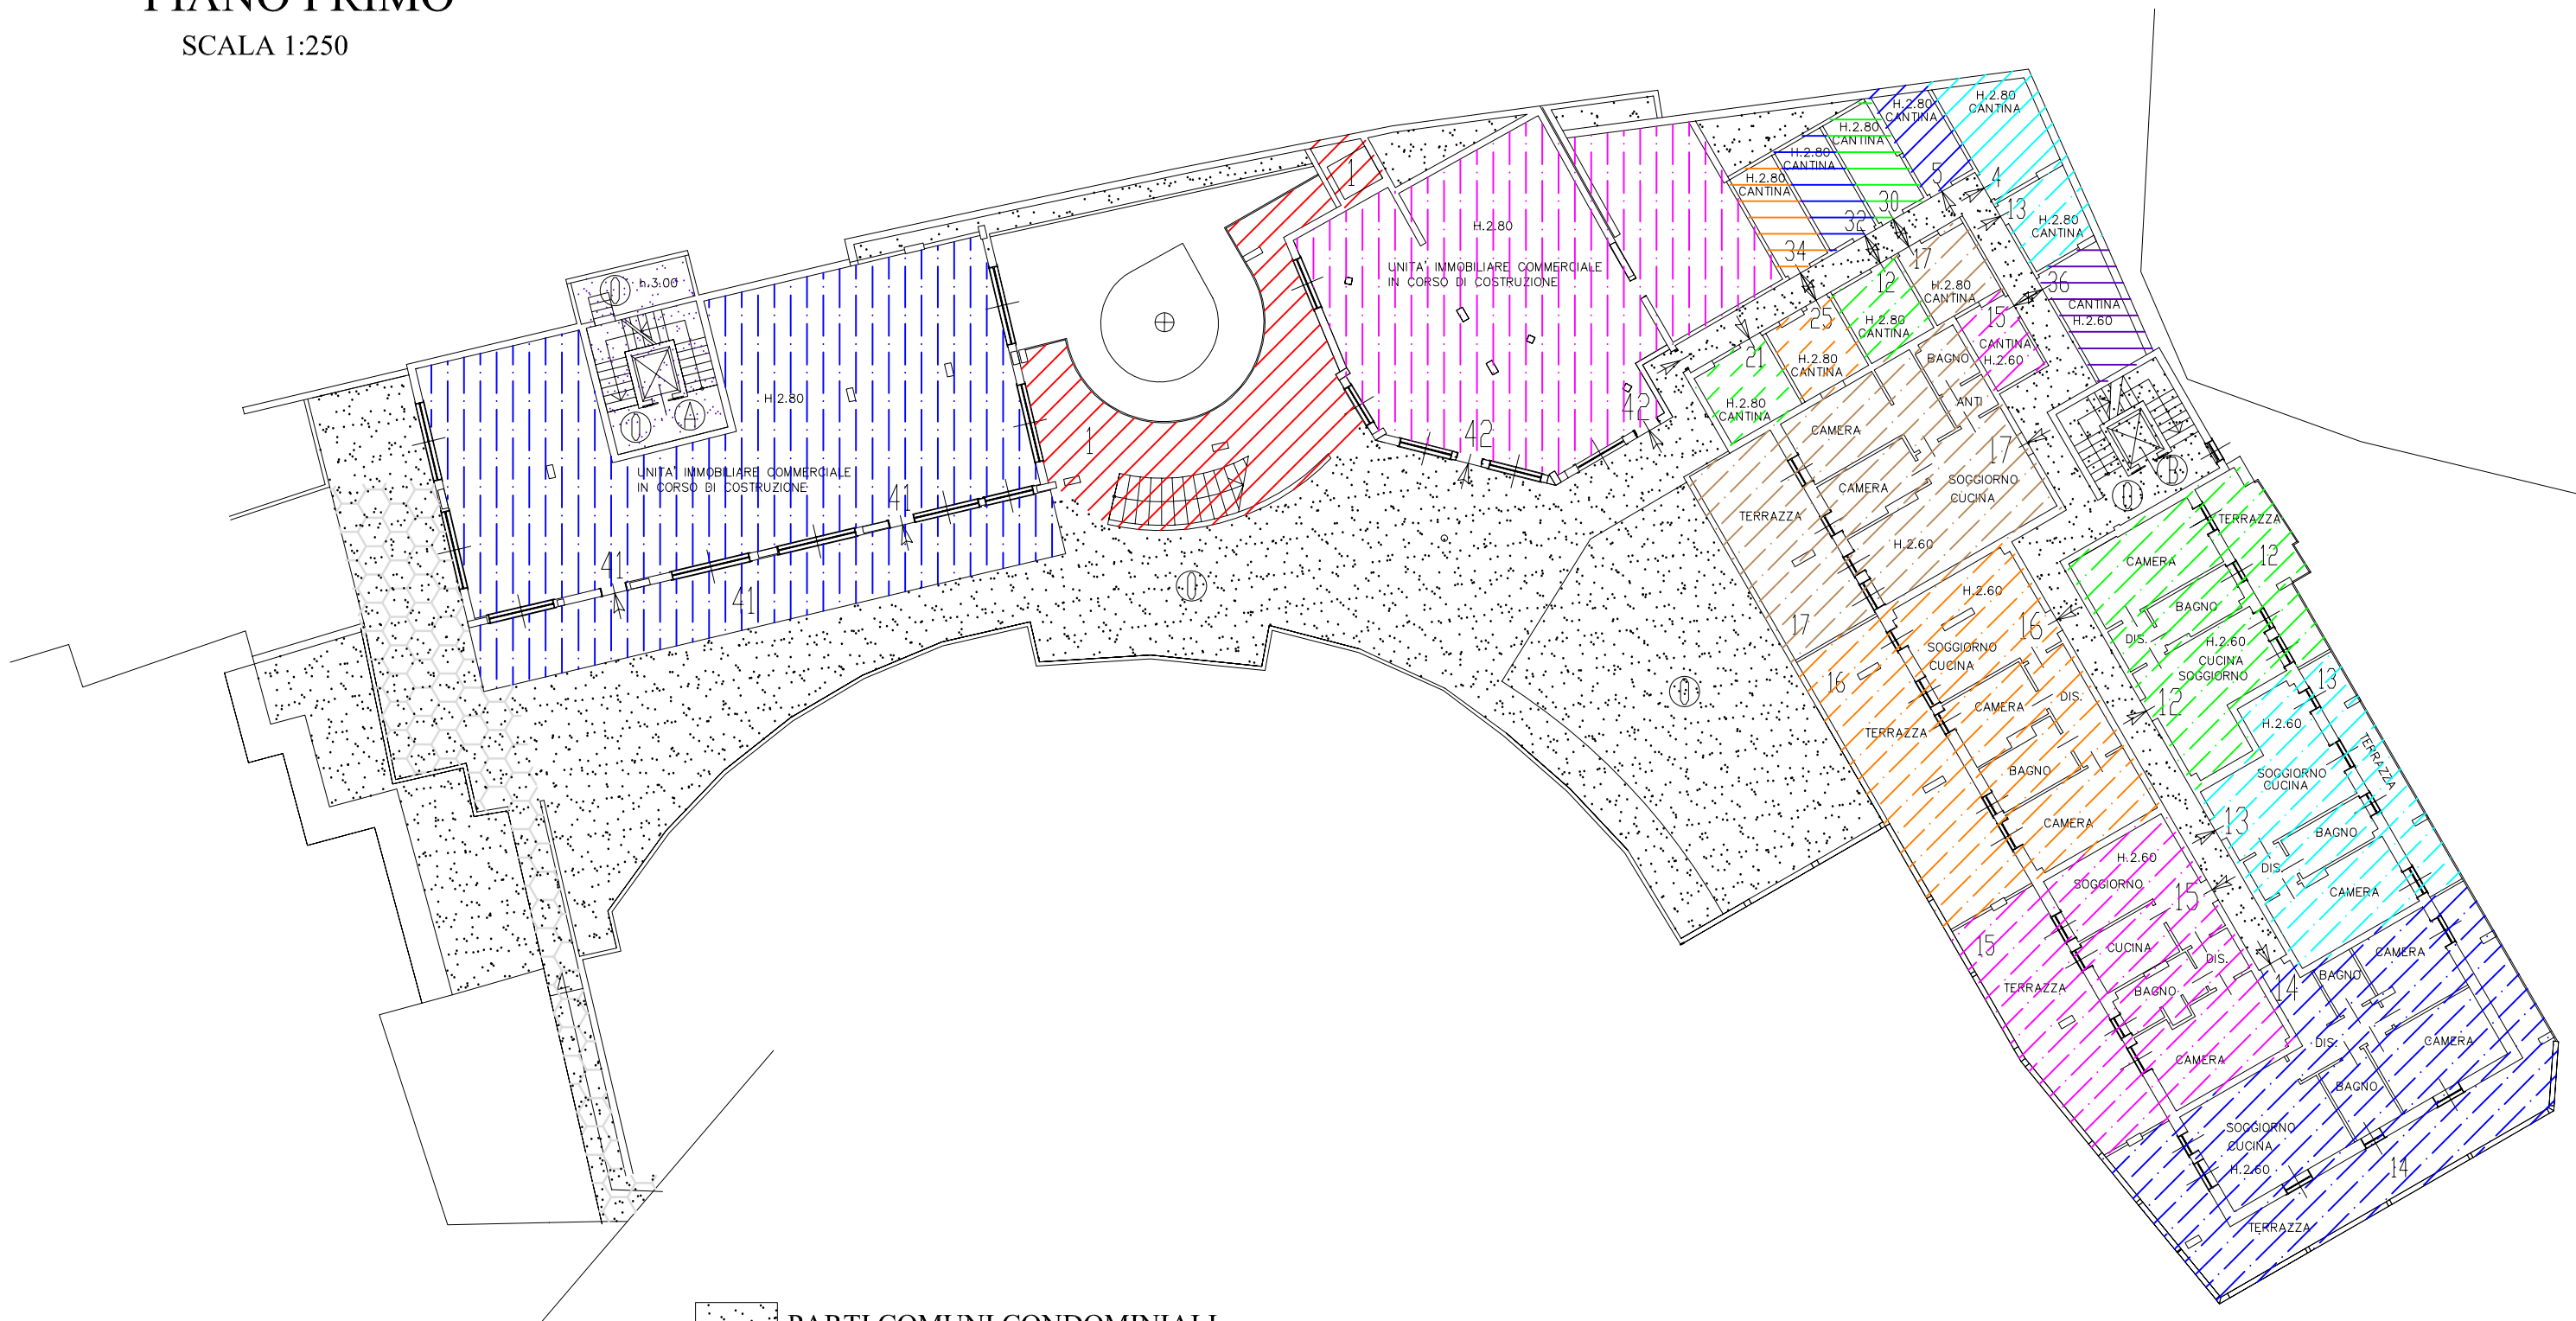 PIANO PRIMO
SCALA 1:250
H.2.80
CANTINA
H.2.80
CANTINA
H.2.80
CANTINA
H.2.80
CANTINA
H.2.80
CANTINA
1
5
4
13
30
32
34
17
12
25
21
36
15
H.2.80
CANTINA
H.2.80
CANTINA
H.2.80
CANTINA
H.2.80
CANTINA
H.2.80
CANTINA
CANTINA
H.2.60
CANTINA
H.2.60
H.2.80
UNITA' IMMOBILIARE COMMERCIALE
IN CORSO DI COSTRUZIONE
0
h.3.00
0
A
H.2.80
UNITA' IMMOBILIARE COMMERCIALE
IN CORSO DI COSTRUZIONE
41
41
41
1
42
42
0
0
0
B
BAGNO
ANTI
CAMERA
17
CAMERA
SOGGIORNO
CUCINA
TERRAZZA
H.2.60
17
H.2.60
16
SOGGIORNO
CUCINA
16
CAMERA
DIS.
TERRAZZA
BAGNO
CAMERA
TERRAZZA
12
CAMERA
BAGNO
DIS.
H.2.60
CUCINA
SOGGIORNO
12
13
H.2.60
TERRAZZA
SOGGIORNO
CUCINA
13
BAGNO
DIS.
CAMERA
H.2.60
SOGGIORNO
15
15
CUCINA
DIS.
TERRAZZA
BAGNO
CAMERA
CAMERA
BAGNO
14
DIS.
CAMERA
BAGNO
SOGGIORNO
CUCINA
H.2.60
14
TERRAZZA
PARTI COMUNI CONDOMINIALI